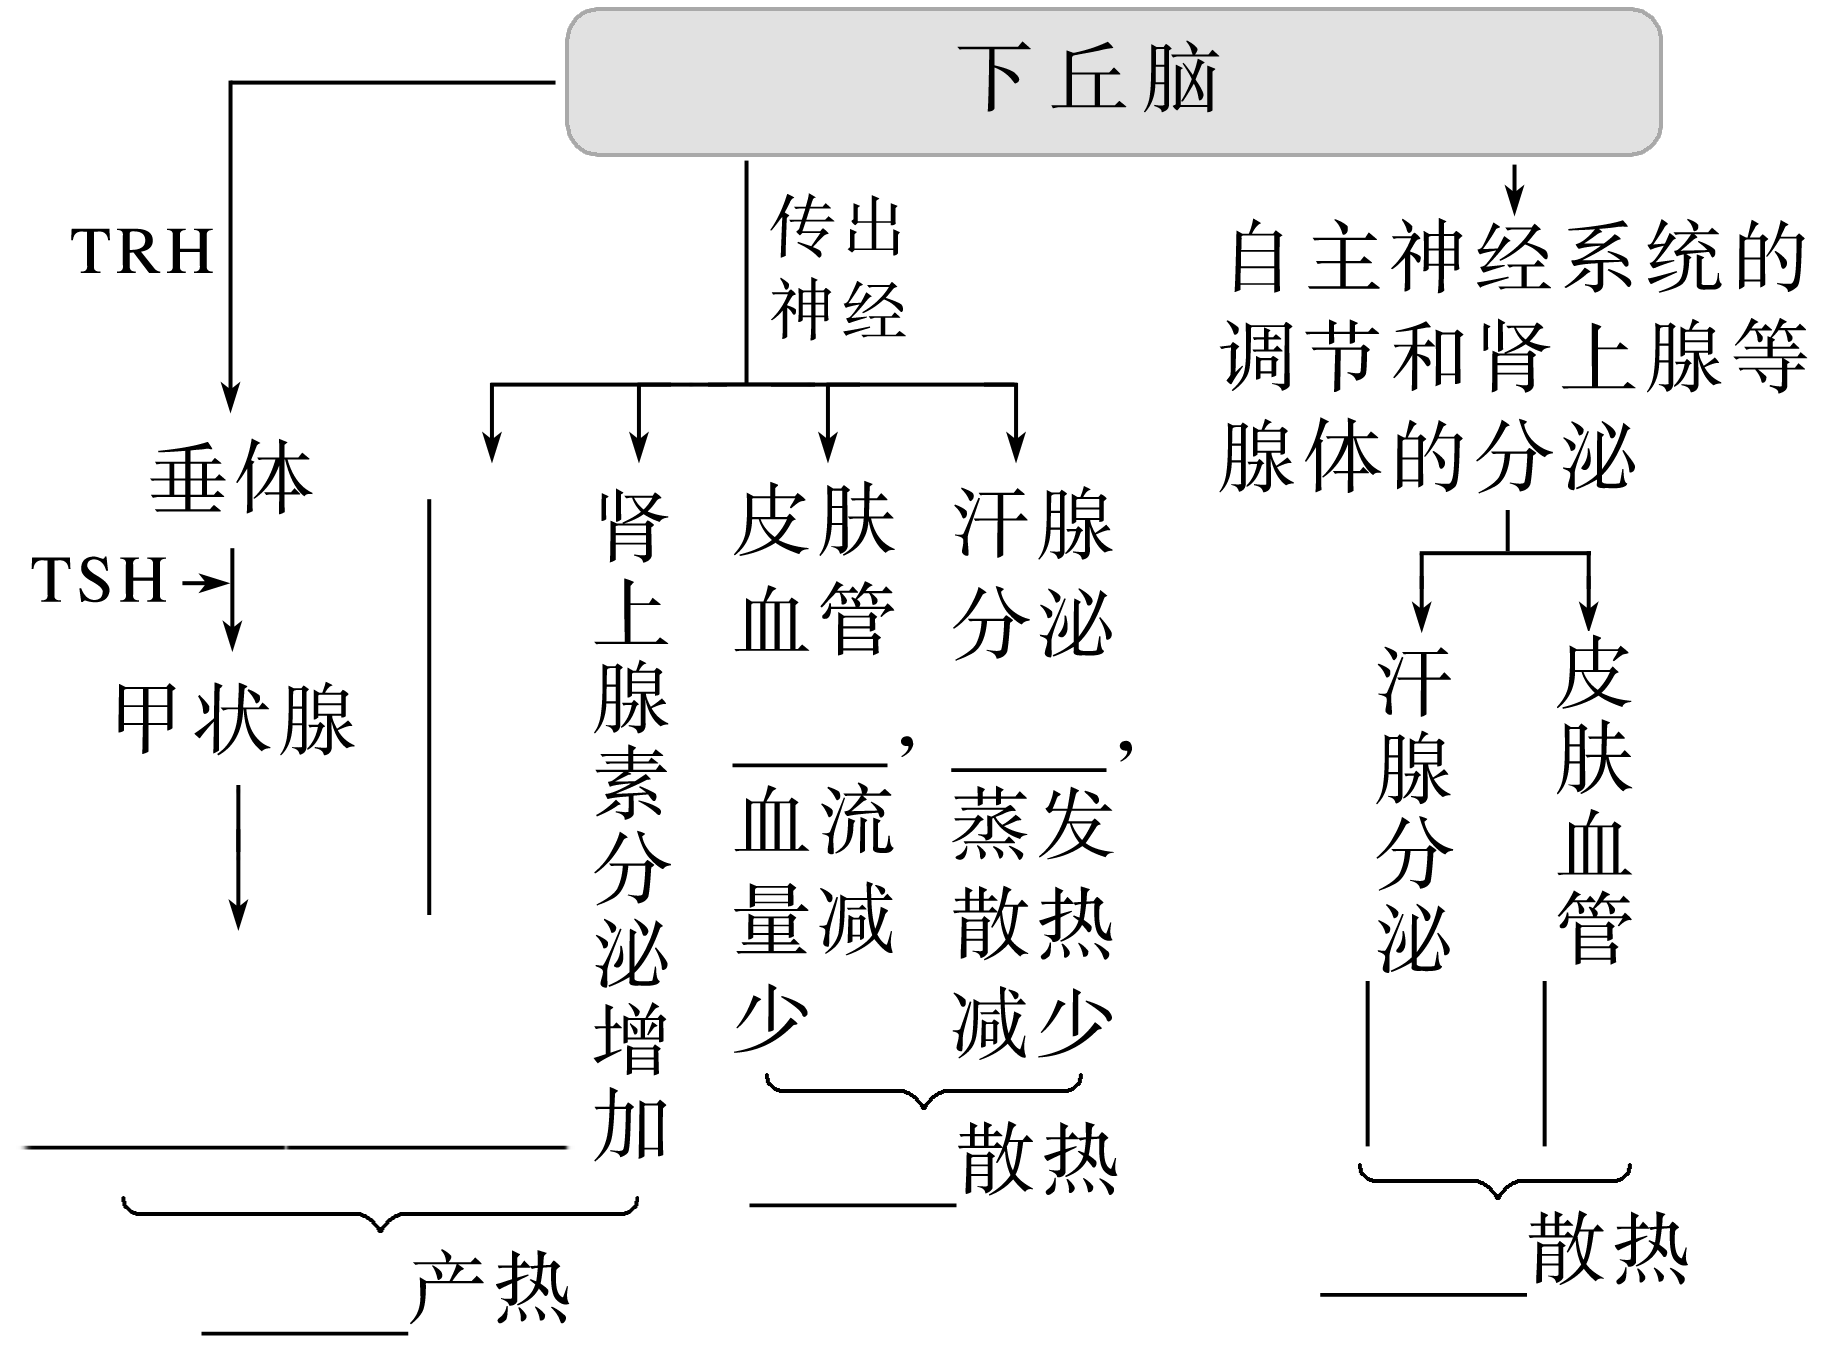 下丘脑
TRH
传出
神经
自主神经系统的
调节和肾上腺等
腺体的分泌
垂体
TSH
甲状腺
肾上腺素分泌增加
皮肤
血管
，
血流
量减
少
汗腺
分泌
，
蒸发
散热
减少
汗腺分泌
皮肤血管
产热
散热
散热